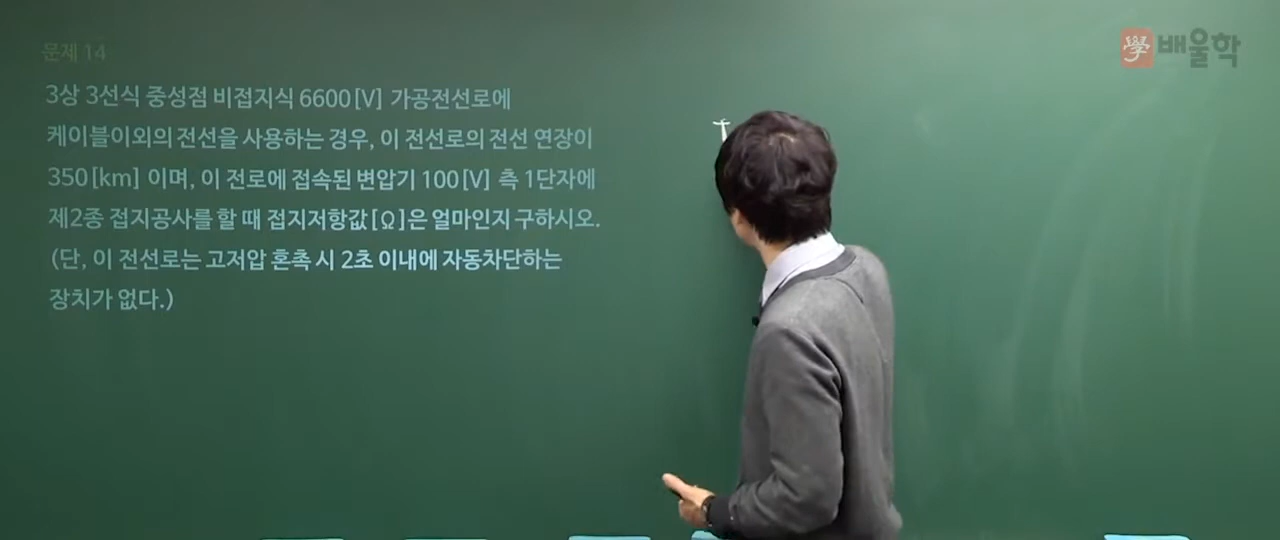 문제 14
學 배울학
3상 3선식 중성점 비접지식 6600[V] 가공전선로에
케이블이외의 전선을 사용하는 경우, 이 전선로의 전선 연장이
350[km] 이며, 이 전로에 접속된 변압기 100[V] 측 1단자에
제2종 접지공사를 할 때 접지저항값[Ω]은 얼마인지 구하시오.
(단, 이 전선로는 고저압 혼촉 시 2초 이내에 자동차단하는
장치가 없다.)